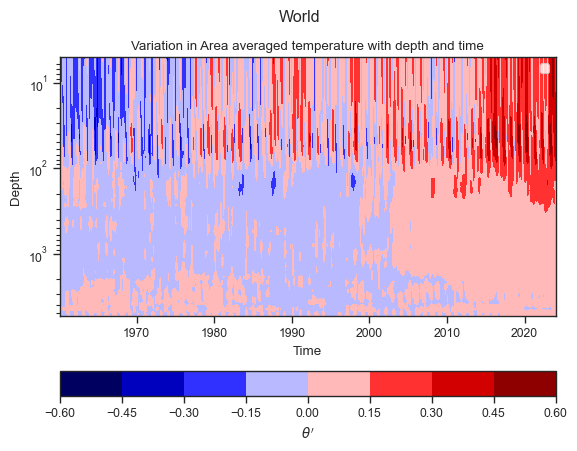 World
Variation in Area averaged temperature with depth and time
10¹
10²
10³
Depth
1970 1980 1990 2000 2010 2020
Time
−0.60 −0.45 −0.30 −0.15 0.00 0.15 0.30 0.45 0.60
θ′